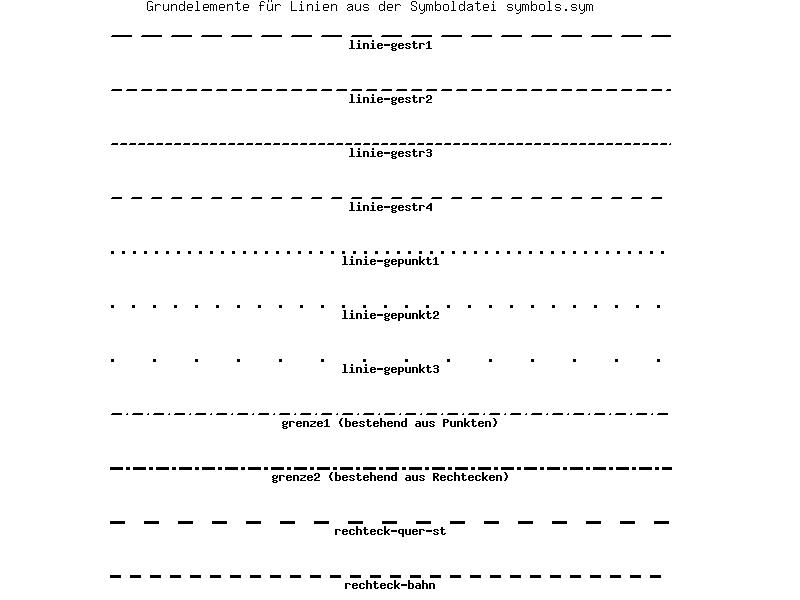 Grundelemente für Linien aus der Symboldatei symbols.sym
linie-gestr1
linie-gestr2
linie-gestr3
linie-gestr4
linie-gepunkt1
linie-gepunkt2
linie-gepunkt3
grenze1 (bestehend aus Punkten)
grenze2 (bestehend aus Rechtecken)
rechteck-quer-st
rechteck-bahn